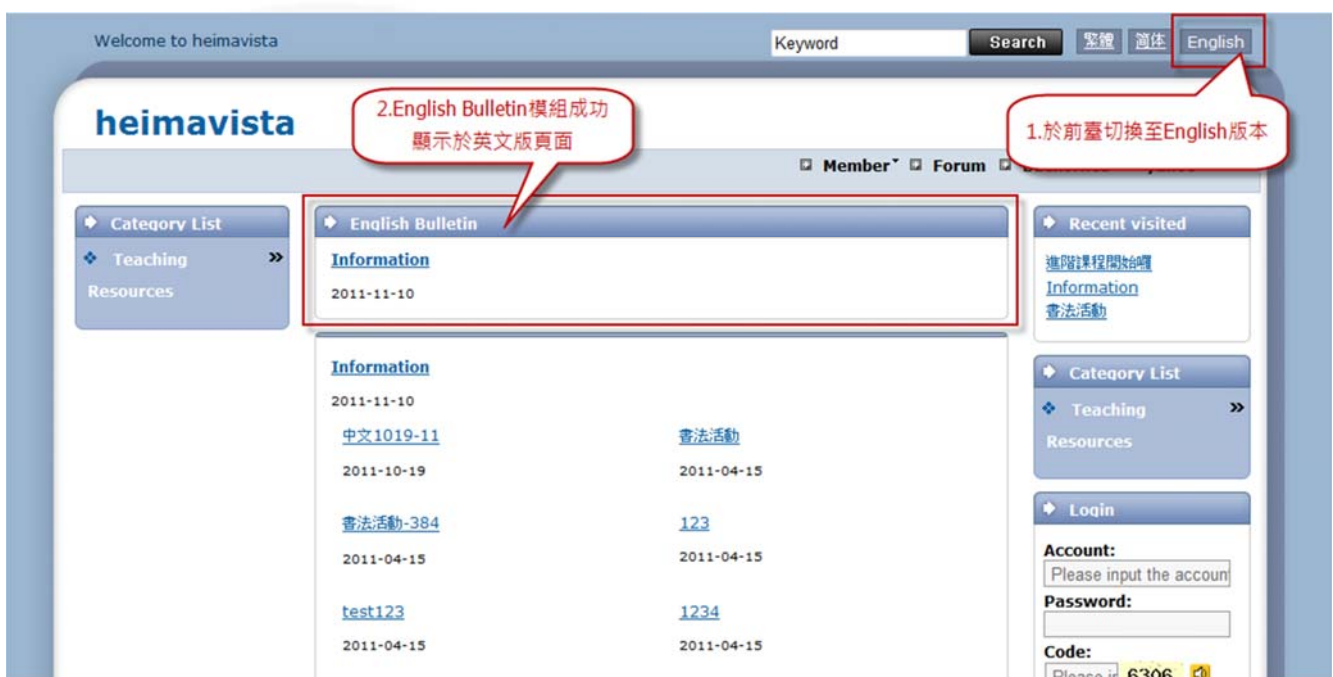 Welcome to heimavista
Keyword
Search
繁體
简体
English
heimavista
2.English Bulletin模組成功
顯示於英文版頁面
1.於前臺切換至English版本
Member
Forum
Category List
Teaching
Resources
English Bulletin
Information
2011-11-10
Recent visited
進階課程開始囉
Information
書法活動
Information
2011-11-10
中文1019-11
書法活動
2011-10-19
2011-04-15
書法活動-384
123
2011-04-15
2011-04-15
test123
1234
2011-04-15
2011-04-15
Category List
Teaching
Resources
Login
Account:
Please input the accoun
Password:
Code:
Please i
6306